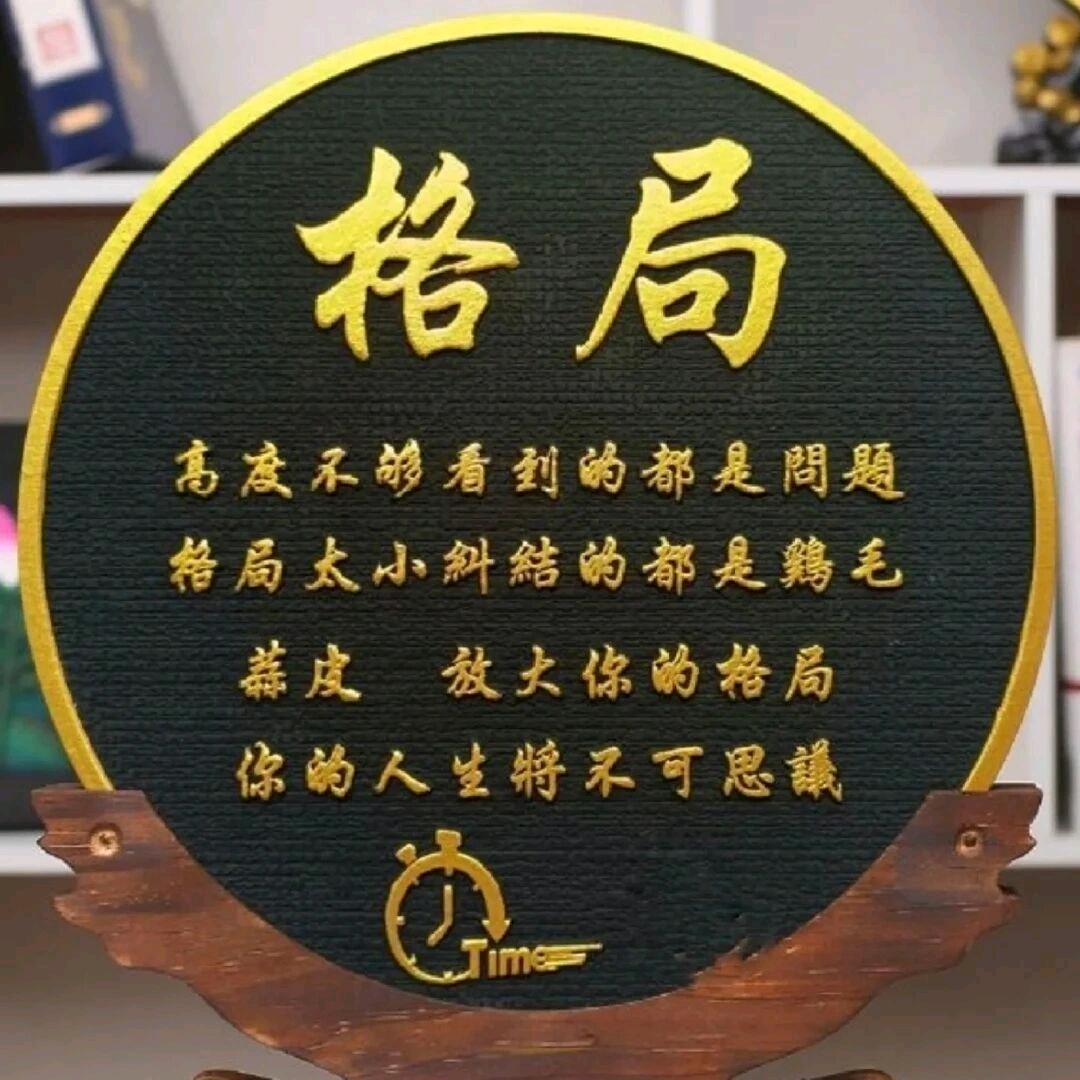 格局
高度不够看到的都是問題
格局太小糾結的都是鷄毛
蒜皮 放大你的格局
你的人生將不可思議
Time